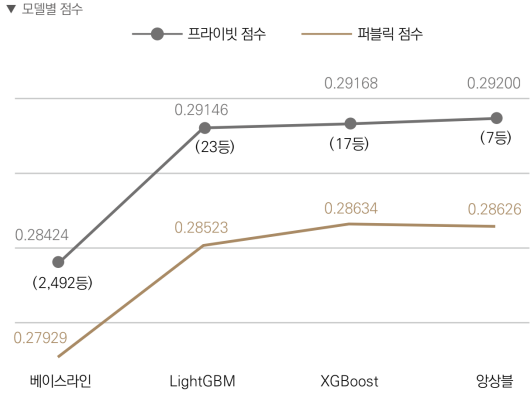 ▼ 모델별 점수
프라이빗 점수 퍼블릭 점수
0.28424 0.29146 0.29168 0.29200
(2,492등) (23등) (17등) (7등)
0.27929 0.28523 0.28634 0.28626
베이스라인 LightGBM XGBoost 앙상블